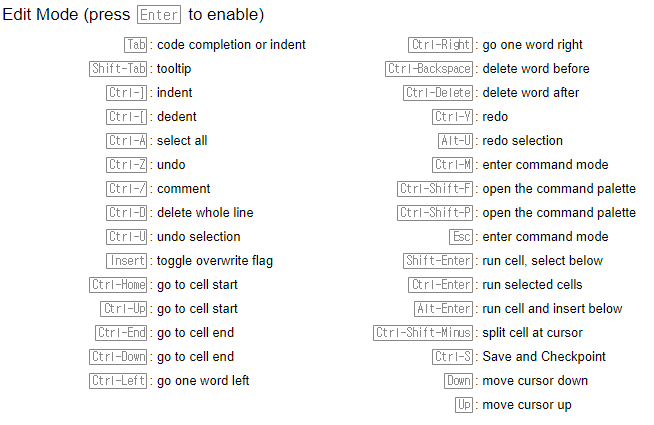 Edit Mode (press Enter to enable)
Tab : code completion or indent
Shift-Tab : tooltip
Ctrl-] : indent
Ctrl-[ : dedent
Ctrl-A : select all
Ctrl-Z : undo
Ctrl-/ : comment
Ctrl-D : delete whole line
Ctrl-U : undo selection
Insert : toggle overwrite flag
Ctrl-Home : go to cell start
Ctrl-Up : go to cell start
Ctrl-End : go to cell end
Ctrl-Down : go to cell end
Ctrl-Left : go one word left
Ctrl-Right : go one word right
Ctrl-Backspace : delete word before
Ctrl-Delete : delete word after
Ctrl-Y : redo
Alt-U : redo selection
Ctrl-M : enter command mode
Ctrl-Shift-F : open the command palette
Ctrl-Shift-P : open the command palette
Esc : enter command mode
Shift-Enter : run cell, select below
Ctrl-Enter : run selected cells
Alt-Enter : run cell and insert below
Ctrl-Shift-Minus : split cell at cursor
Ctrl-S : Save and Checkpoint
Down : move cursor down
Up : move cursor up